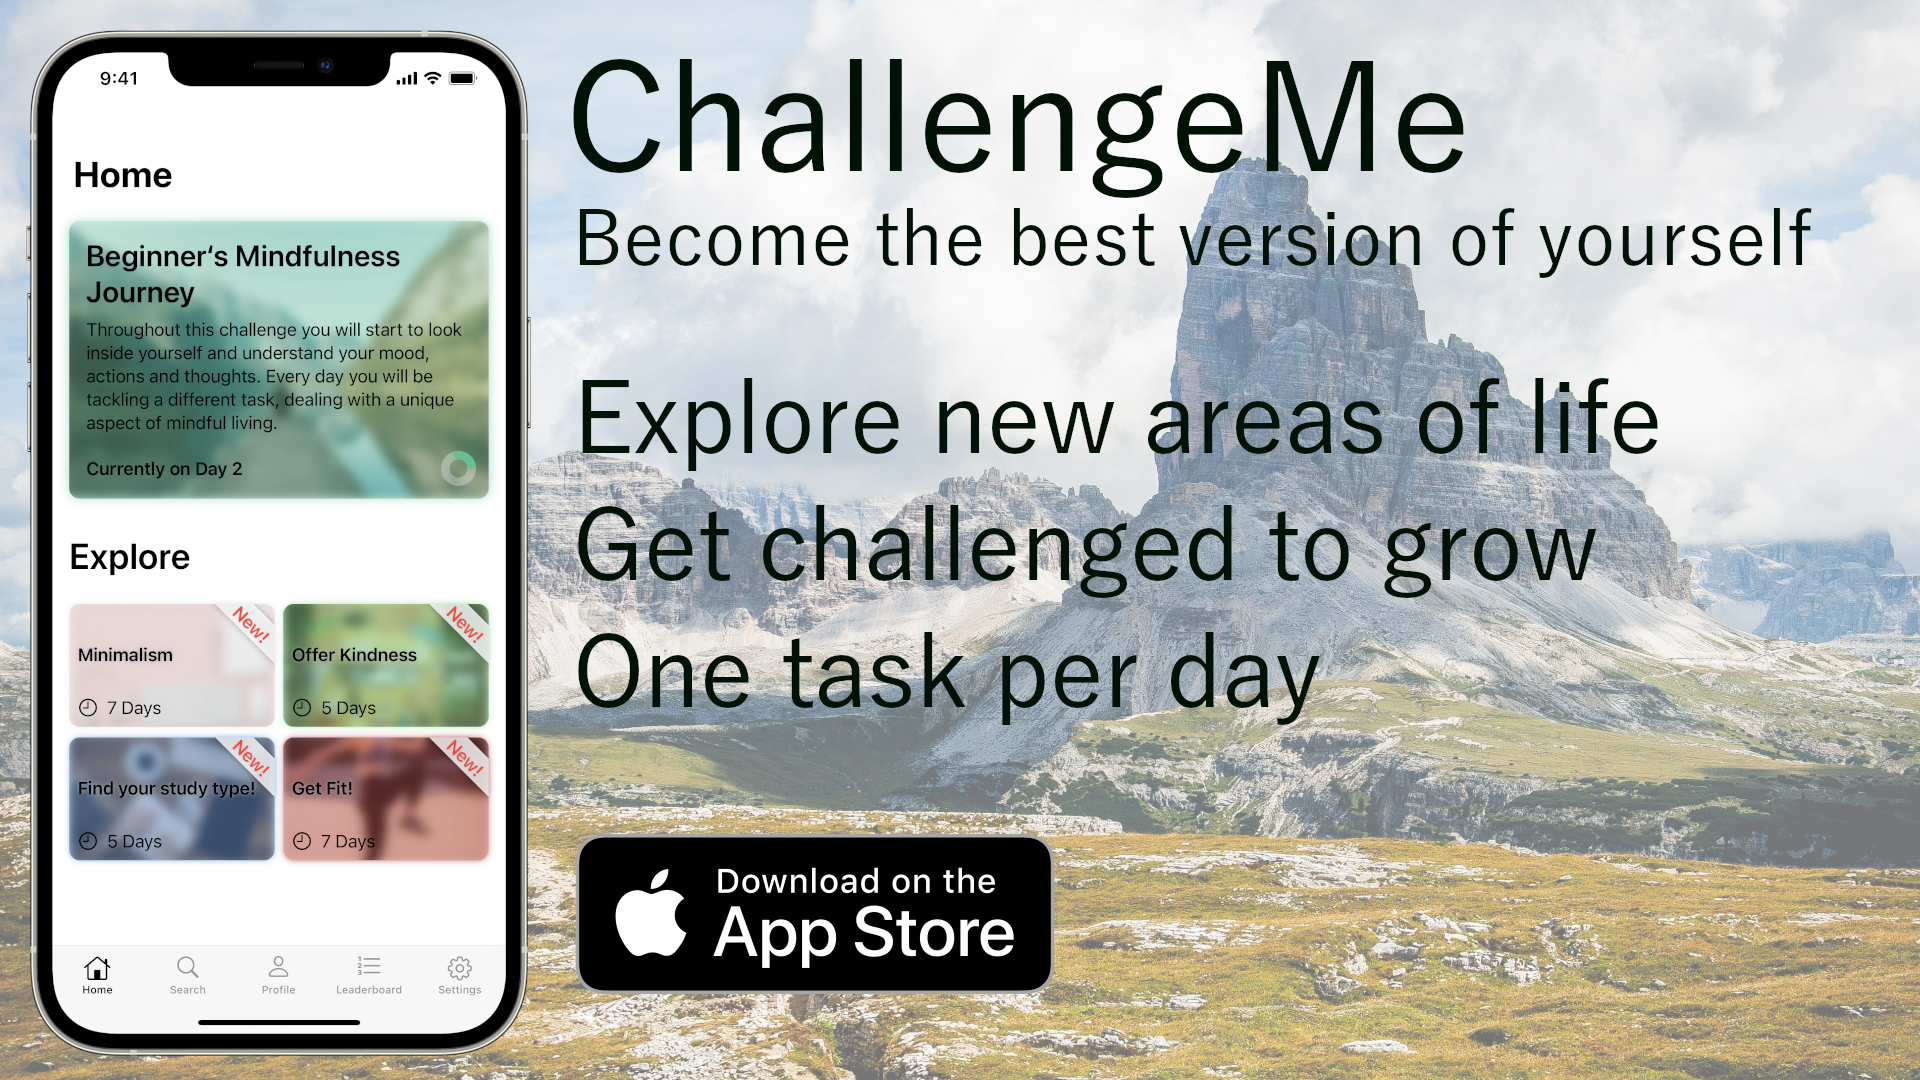 9:41
Home
Beginner‘s Mindfulness
Journey
Throughout this challenge you will start to look
inside yourself and understand your mood,
actions and thoughts. Every day you will be
tackling a different task, dealing with a unique
aspect of mindful living.
Currently on Day 2
Explore
New!
Minimalism
7 Days
New!
Offer Kindness
5 Days
New!
Find your study type!
5 Days
New!
Get Fit!
7 Days
Home
Search
Profile
1
2
3
Leaderboard
Settings
ChallengeMe
Become the best version of yourself
Explore new areas of life
Get challenged to grow
One task per day
Download on the
App Store